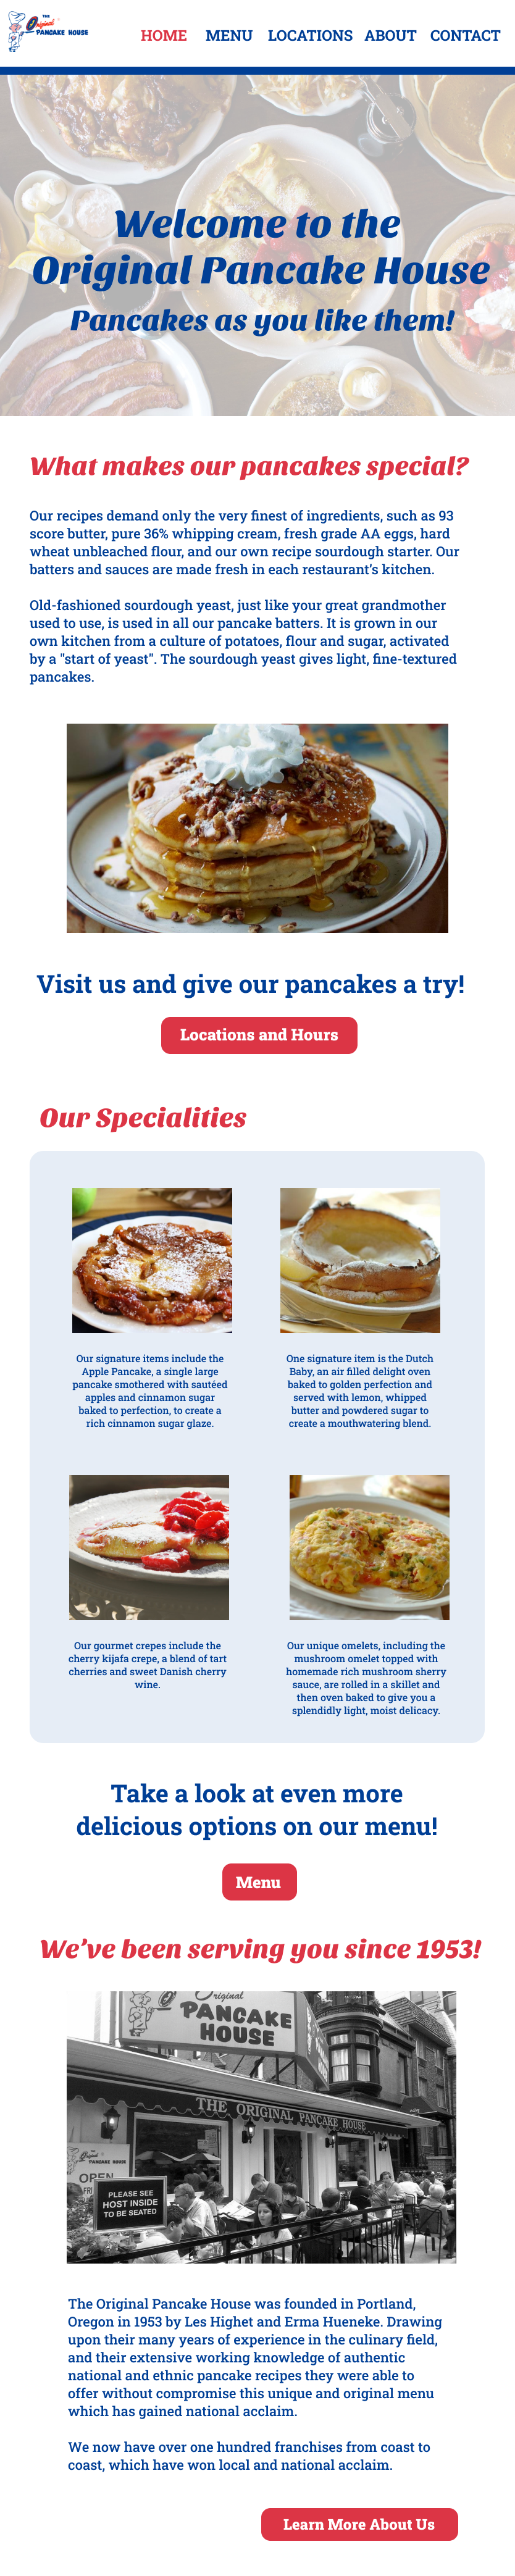 THE
Original
PANCAKE HOUSE
HOME MENU LOCATIONS ABOUT CONTACT
Welcome to the
Original Pancake House
Pancakes as you like them!
What makes our pancakes special?
Our recipes demand only the very finest of ingredients, such as 93
score butter, pure 36% whipping cream, fresh grade AA eggs, hard
wheat unbleached flour, and our own recipe sourdough starter. Our
batters and sauces are made fresh in each restaurant’s kitchen.
Old-fashioned sourdough yeast, just like your great grandmother
used to use, is used in all our pancake batters. It is grown in our
own kitchen from a culture of potatoes, flour and sugar, activated
by a "start of yeast". The sourdough yeast gives light, fine-textured
pancakes.
Visit us and give our pancakes a try!
Locations and Hours
Our Specialities
Our signature items include the
Apple Pancake, a single large
pancake smothered with sautéed
apples and cinnamon sugar
baked to perfection, to create a
rich cinnamon sugar glaze.
One signature item is the Dutch
Baby, an air filled delight oven
baked to golden perfection and
served with lemon, whipped
butter and powdered sugar to
create a mouthwatering blend.
Our gourmet crepes include the
cherry kijafa crepe, a blend of tart
cherries and sweet Danish cherry
wine.
Our unique omelets, including the
mushroom omelet topped with
homemade rich mushroom sherry
sauce, are rolled in a skillet and
then oven baked to give you a
splendidly light, moist delicacy.
Take a look at even more
delicious options on our menu!
Menu
We’ve been serving you since 1953!
Original
PANCAKE
HOUSE
THE ORIGINAL PANCAKE HOUSE
Original
PANCAKE HOUSE
OPEN
PLEASE SEE
HOST INSIDE
TO BE SEATED
The Original Pancake House was founded in Portland,
Oregon in 1953 by Les Highet and Erma Hueneke. Drawing
upon their many years of experience in the culinary field,
and their extensive working knowledge of authentic
national and ethnic pancake recipes they were able to
offer without compromise this unique and original menu
which has gained national acclaim.
We now have over one hundred franchises from coast to
coast, which have won local and national acclaim.
Learn More About Us